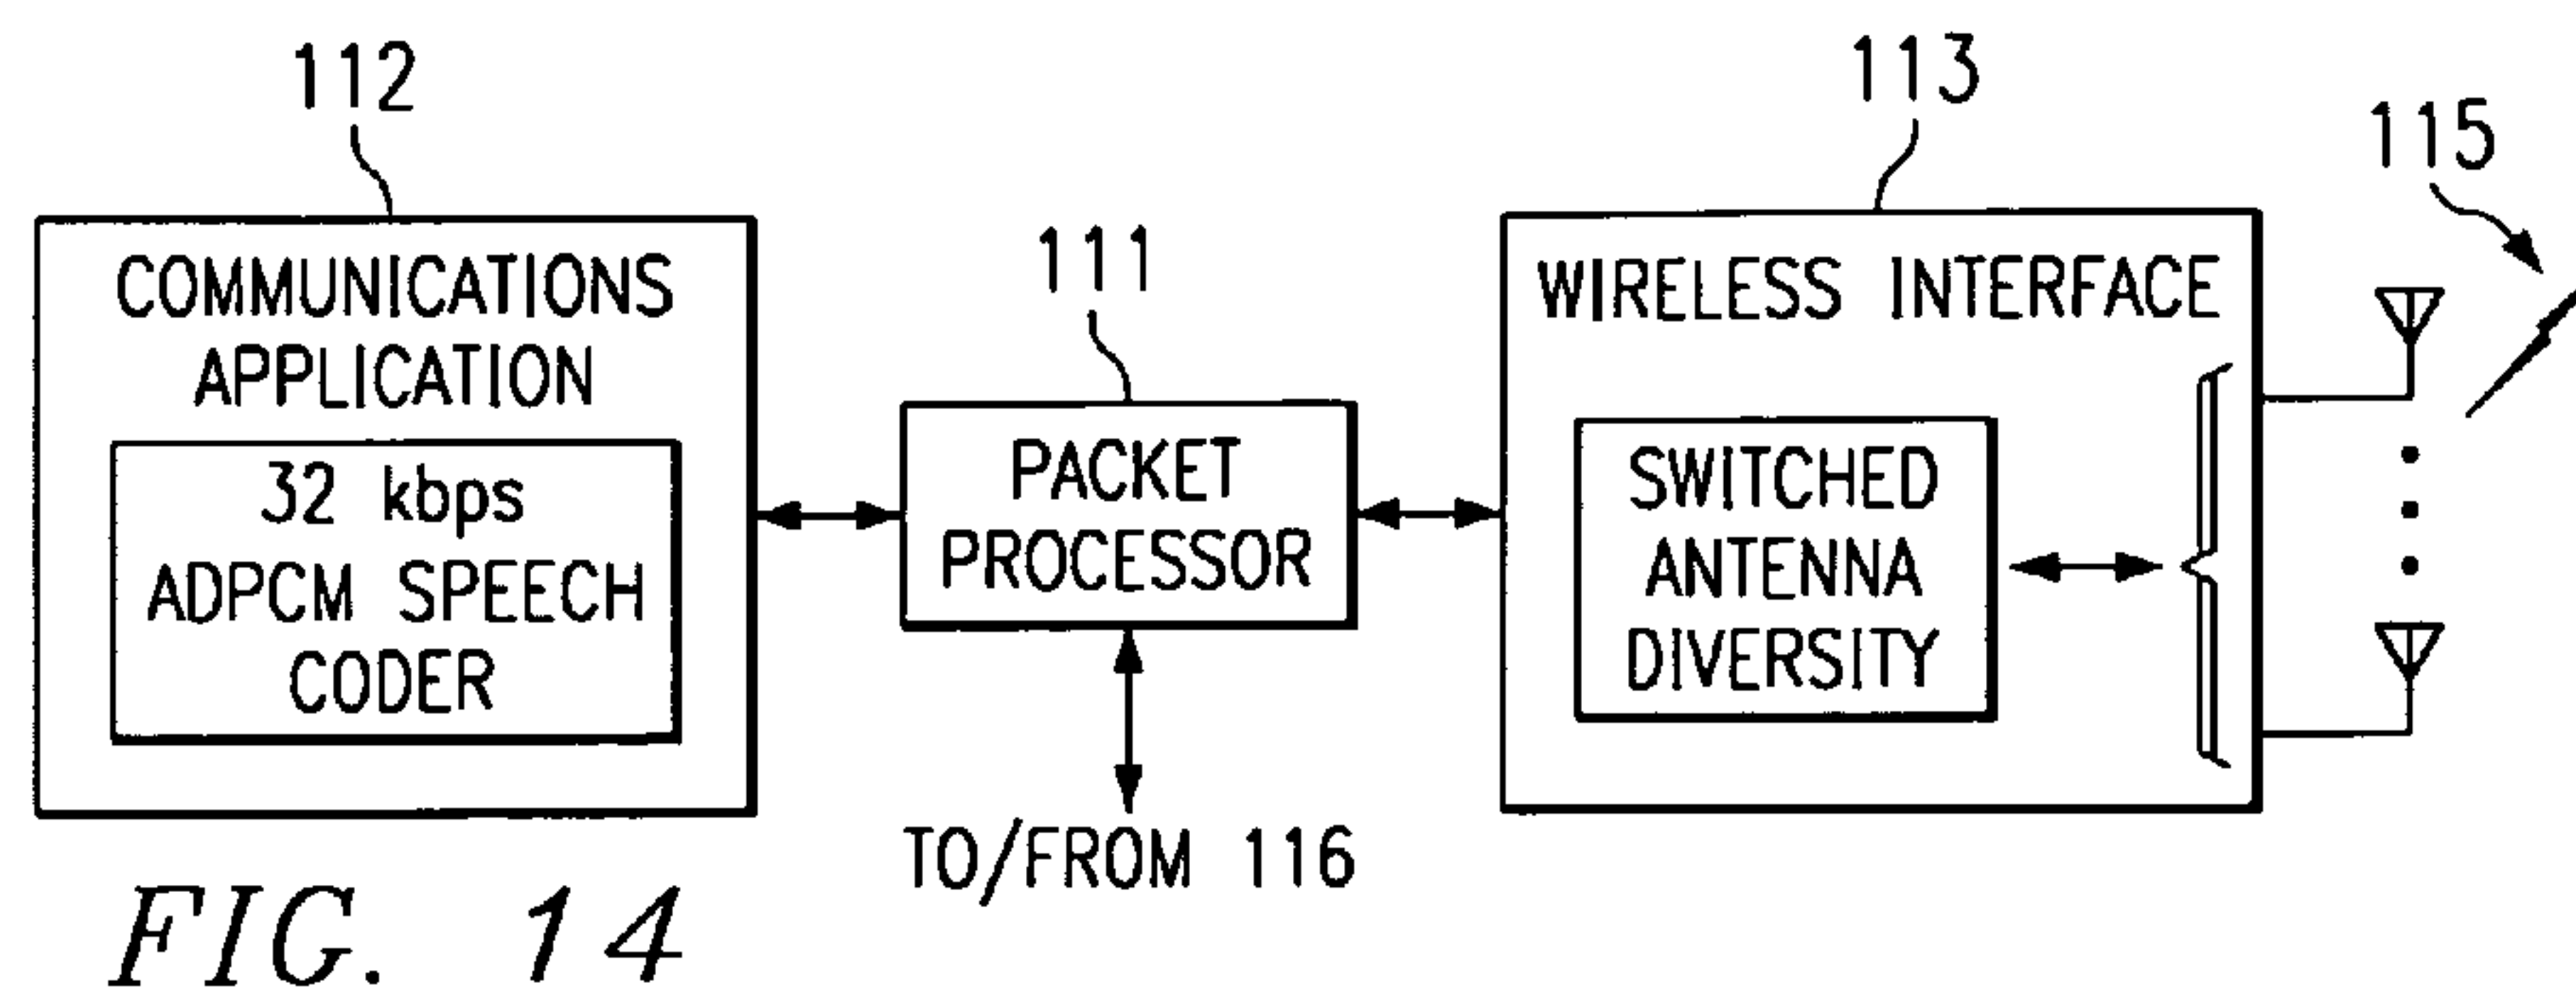 112
COMMUNICATIONS
APPLICATION
32 kbps
ADPCM SPEECH
CODER
111
PACKET
PROCESSOR
TO/FROM 116
113
WIRELESS INTERFACE
SWITCHED
ANTENNA
DIVERSITY
115
FIG. 14